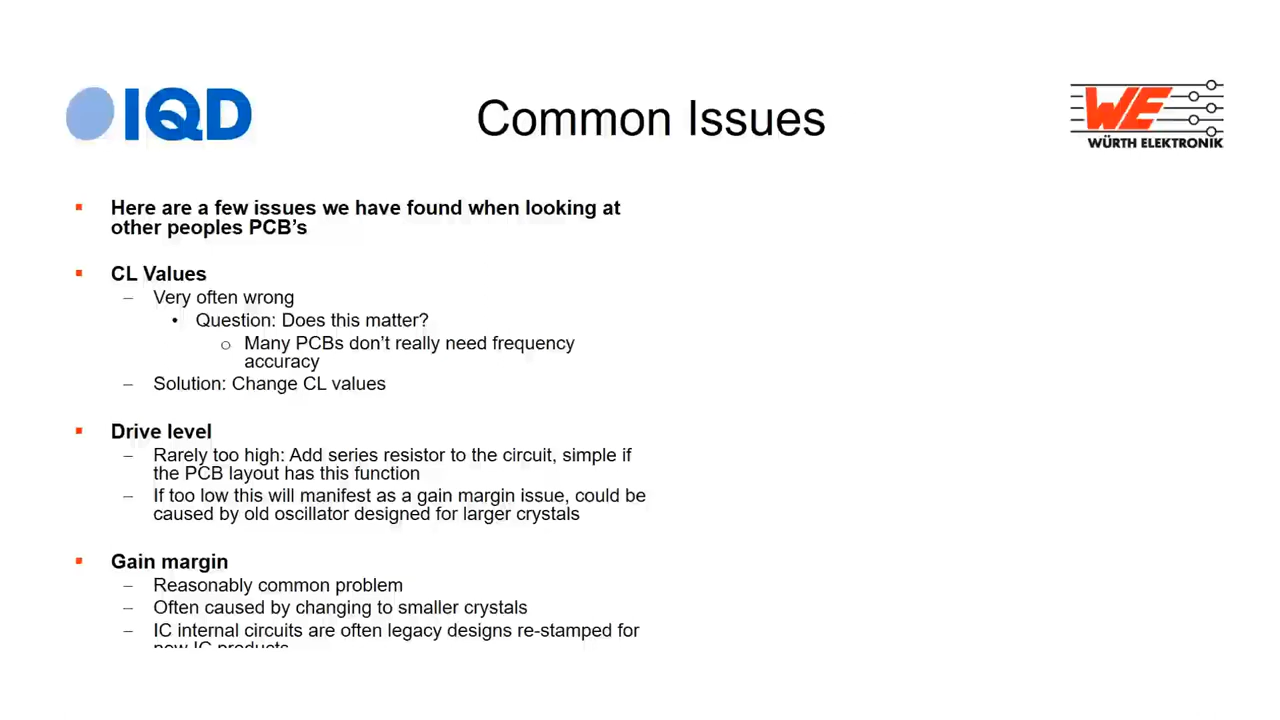 IQD
Common Issues
WE
WÜRTH ELEKTRONIK
Here are a few issues we have found when looking at
other peoples PCB’s
CL Values
Very often wrong
Question: Does this matter?
Many PCBs don’t really need frequency
accuracy
Solution: Change CL values
Drive level
Rarely too high: Add series resistor to the circuit, simple if
the PCB layout has this function
If too low this will manifest as a gain margin issue, could be
caused by old oscillator designed for larger crystals
Gain margin
Reasonably common problem
Often caused by changing to smaller crystals
IC internal circuits are often legacy designs re-stamped for
new IC products